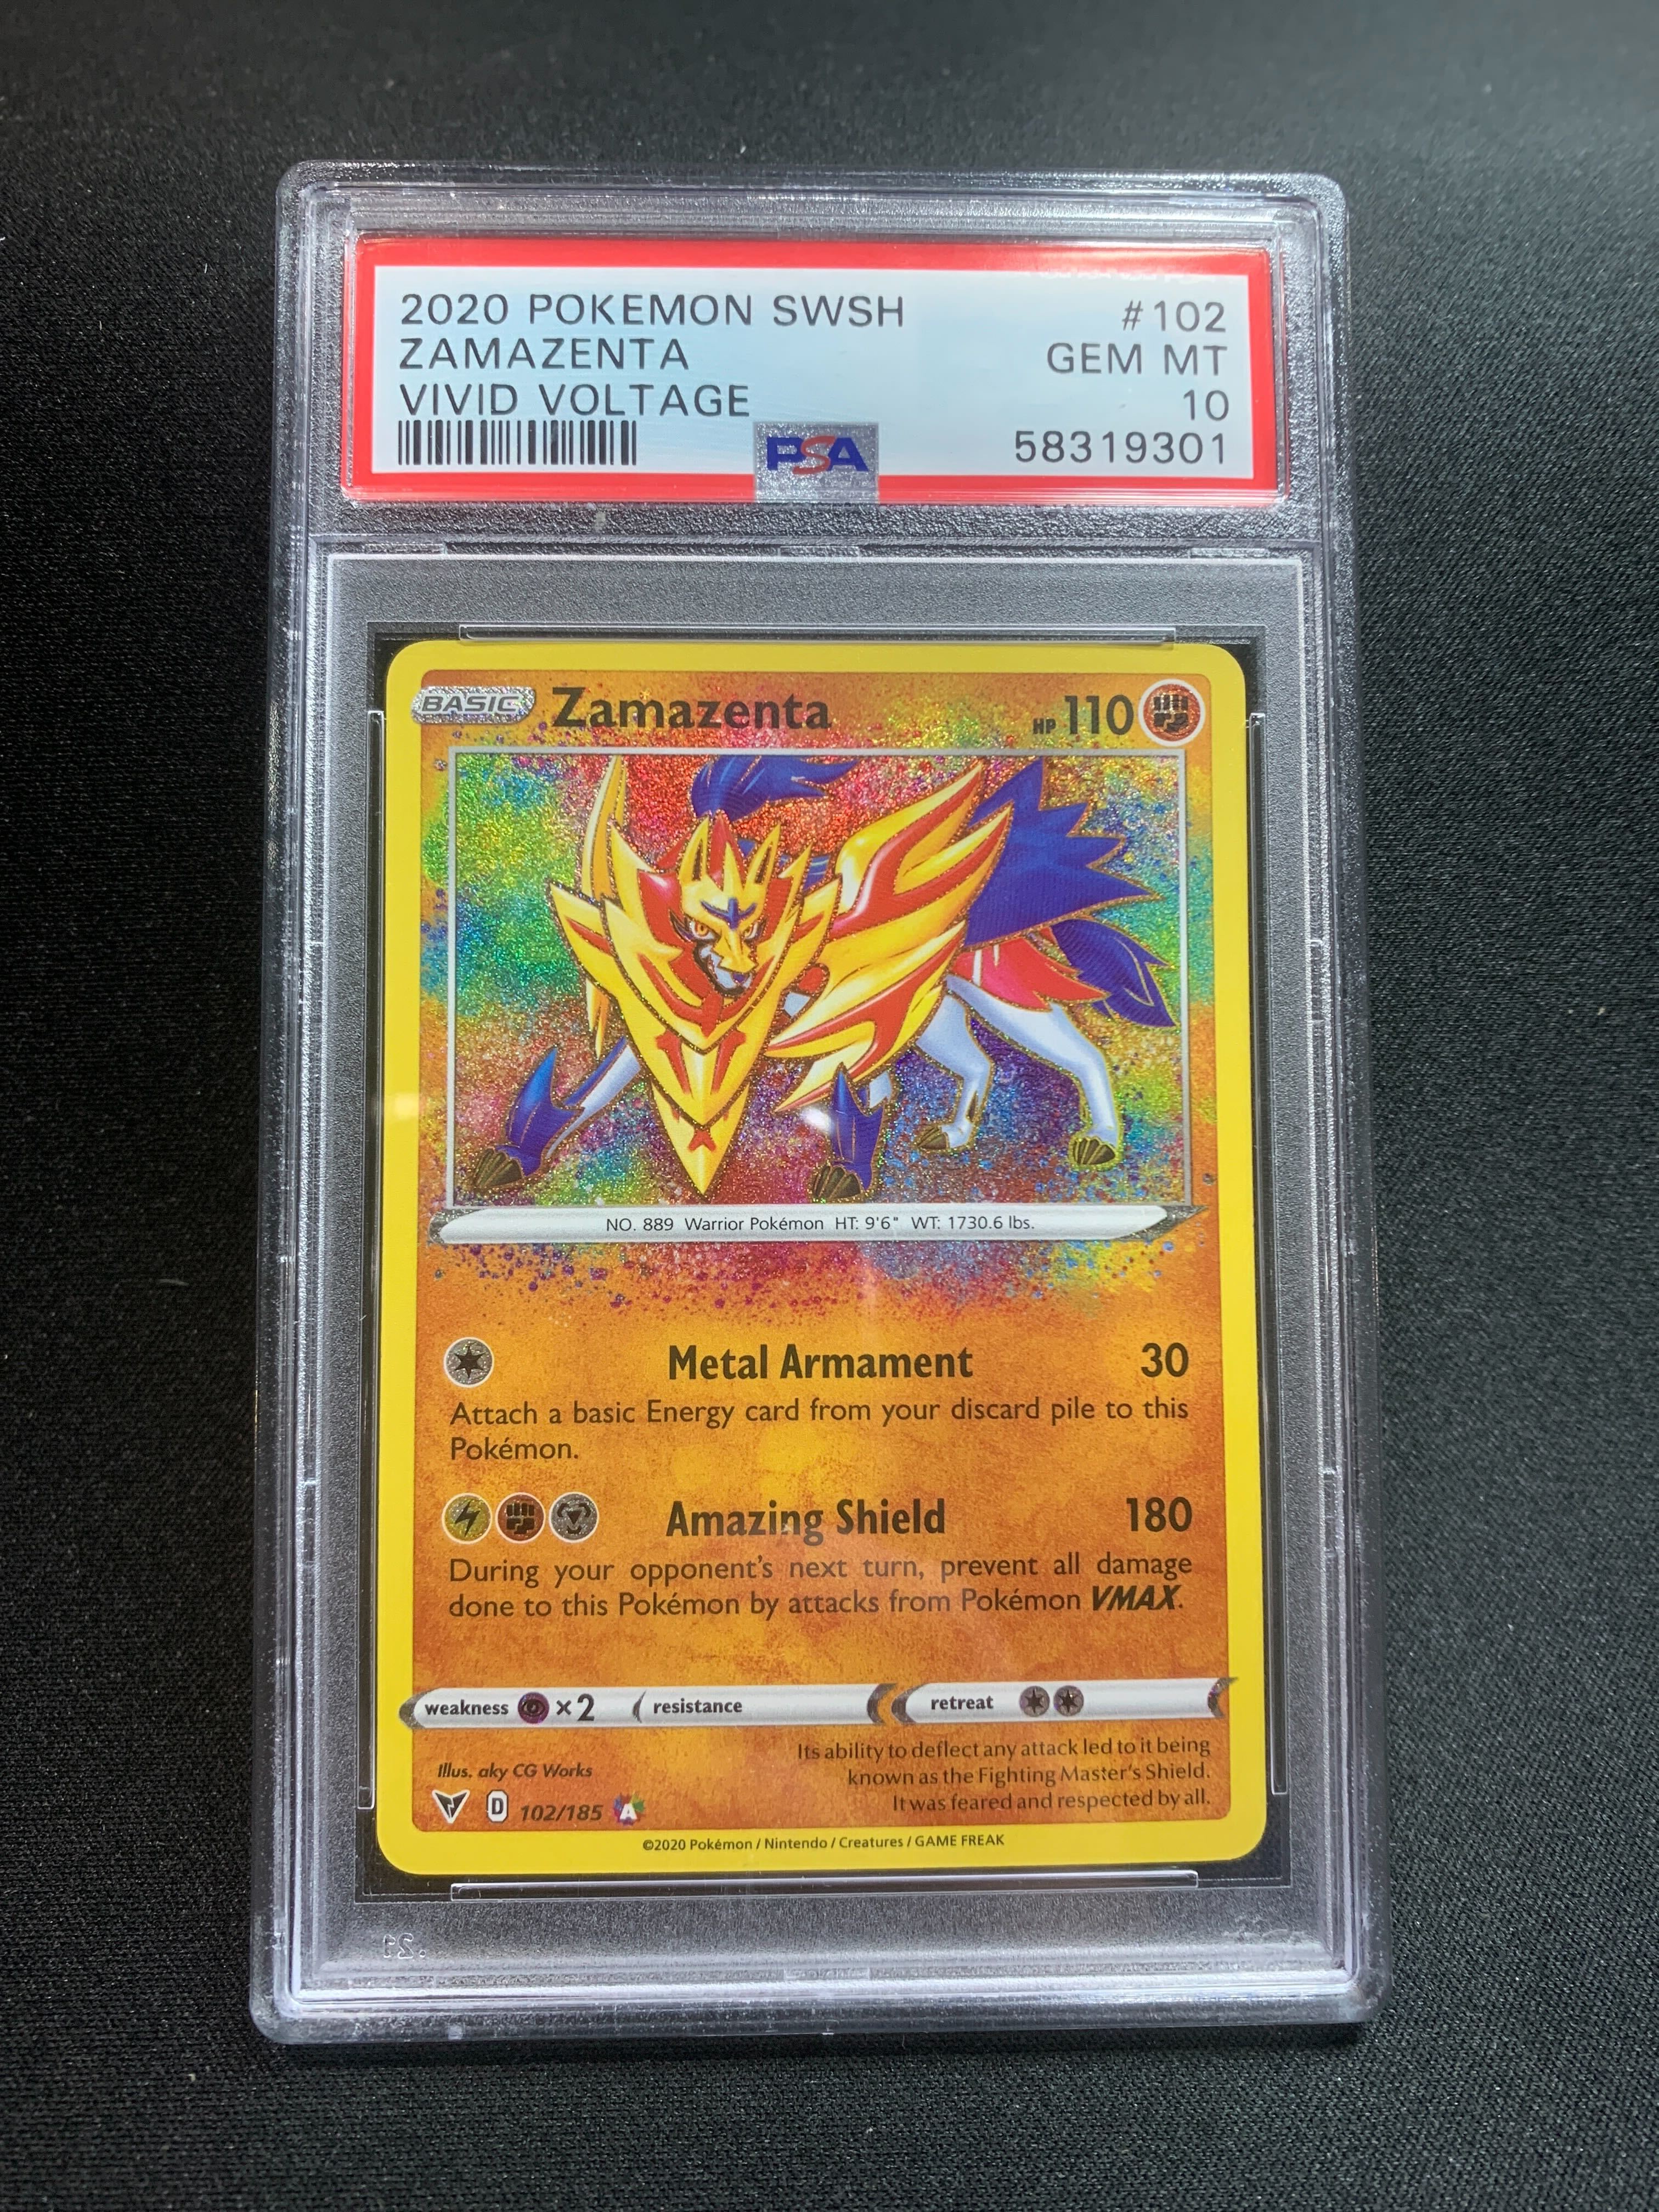 2020 POKEMON SWSH #102
ZAMAZENTA GEM MT
VIVID VOLTAGE 10
PSA 58319301
BASIC Zamazenta HP 110
NO. 889 Warrior Pokémon HT: 9'6" WT: 1730.6 lbs.
Metal Armament 30
Attach a basic Energy card from your discard pile to this
Pokémon.
Amazing Shield 180
During your opponent's next turn, prevent all damage
done to this Pokémon by attacks from Pokémon VMAX.
weakness ×2 resistance retreat
Its ability to deflect any attack led to it being
known as the Fighting Master's Shield.
It was feared and respected by all.
Illus. aky CG Works
D 102/185 A
©2020 Pokémon / Nintendo / Creatures / GAME FREAK